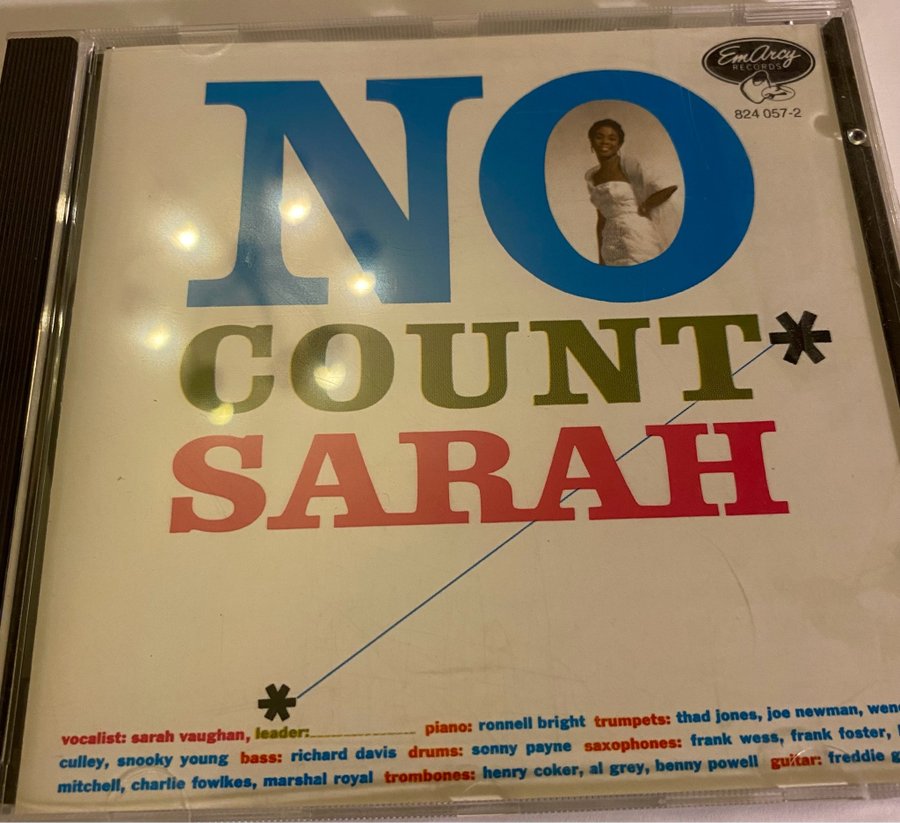 EmArcy
RECORDS
824 057-2
NO
COUNT*
SARAH
*
vocalist: sarah vaughan, leader:______________ piano: ronnell bright trumpets: thad jones, joe newman,
culley, snooky young bass: richard davis drums: sonny payne saxophones: frank wess, frank foster,
mitchell, charlie fowlkes, marshal royal trombones: henry coker, al grey, benny powell guitar: freddie